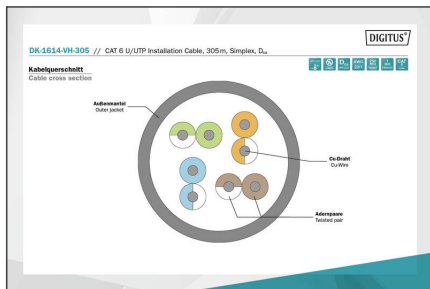 DIGITUS®
DK-1614-VH-305 // CAT 6 U/UTP Installation Cable, 305 m, Simplex, Dca
Kabelquerschnitt
Cable cross section
Außenmantel
Outer jacket
Cu-Draht
Cu-Wire
Adernpaare
Twisted pair